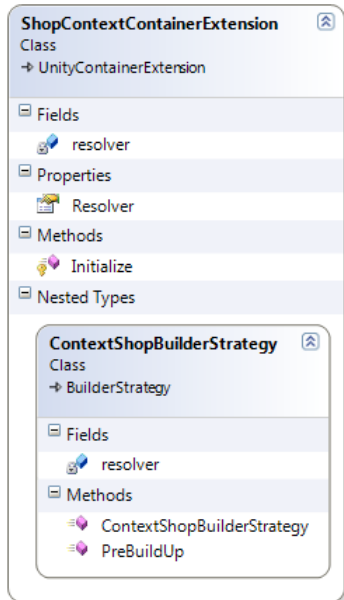 ShopContextContainerExtension
Class
UnityContainerExtension
Fields
resolver
Properties
Resolver
Methods
Initialize
Nested Types
ContextShopBuilderStrategy
Class
BuilderStrategy
Fields
resolver
Methods
ContextShopBuilderStrategy
PreBuildUp